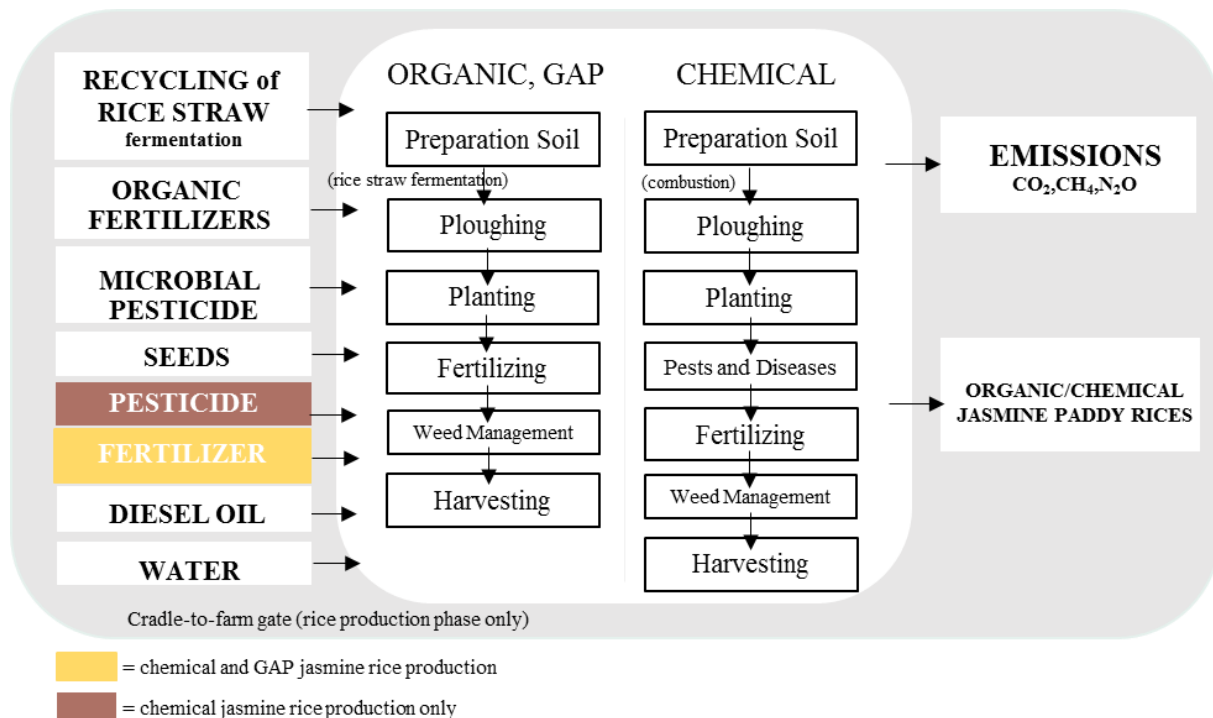 RECYCLING of
RICE STRAW
fermentation
ORGANIC
FERTILIZERS
MICROBIAL
PESTICIDE
SEEDS
PESTICIDE
FERTILIZER
DIESEL OIL
WATER
ORGANIC, GAP
Preparation Soil
(rice straw fermentation)
Ploughing
Planting
Fertilizing
Weed Management
Harvesting
CHEMICAL
Preparation Soil
(combustion)
Ploughing
Planting
Pests and Diseases
Fertilizing
Weed Management
Harvesting
EMISSIONS
CO₂,CH₄,N₂O
ORGANIC/CHEMICAL
JASMINE PADDY RICES
Cradle-to-farm gate (rice production phase only)
= chemical and GAP jasmine rice production
= chemical jasmine rice production only